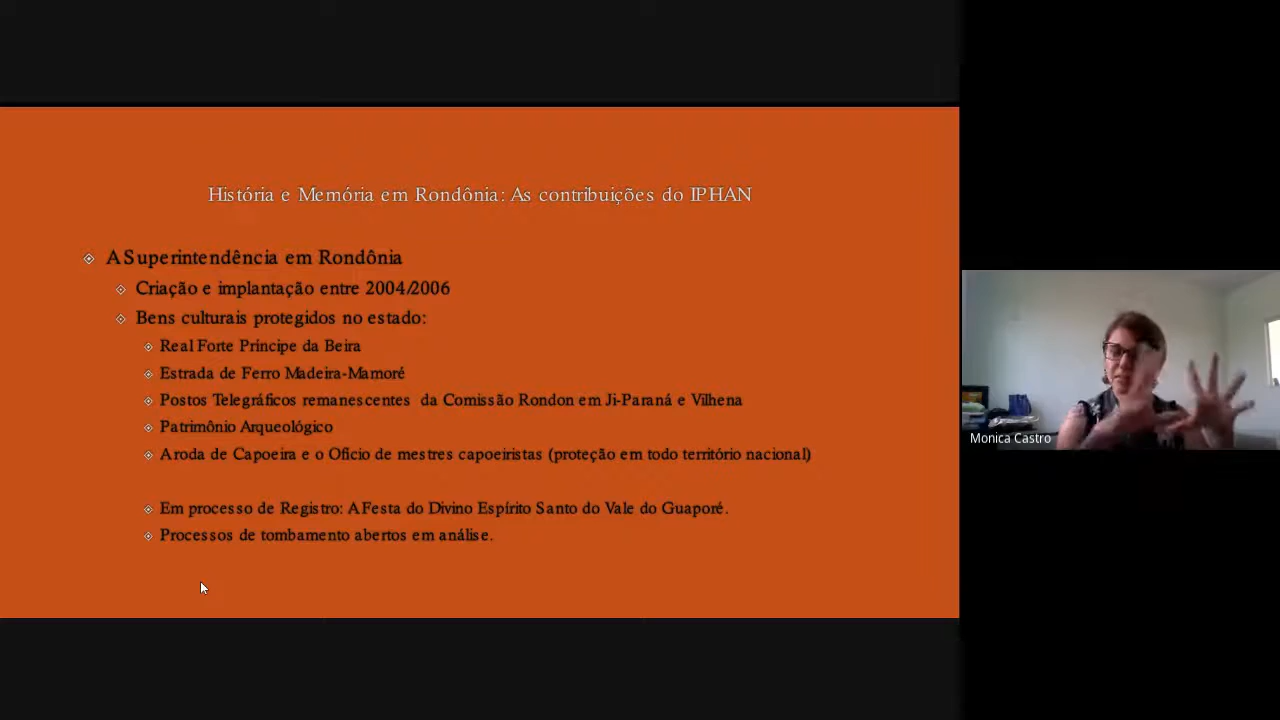 História e Memória em Rondônia: As contribuições do IPHAN
A Superintendência em Rondônia
Criação e implantação entre 2004/2006
Bens culturais protegidos no estado:
Real Forte Príncipe da Beira
Estrada de Ferro Madeira-Mamoré
Postos Telegráficos remanescentes da Comissão Rondon em Ji-Paraná e Vilhena
Patrimônio Arqueológico
A roda de Capoeira e o Ofício de mestres capoeiristas (proteção em todo território nacional)
Em processo de Registro: A Festa do Divino Espírito Santo do Vale do Guaporé.
Processos de tombamento abertos em análise.
Monica Castro